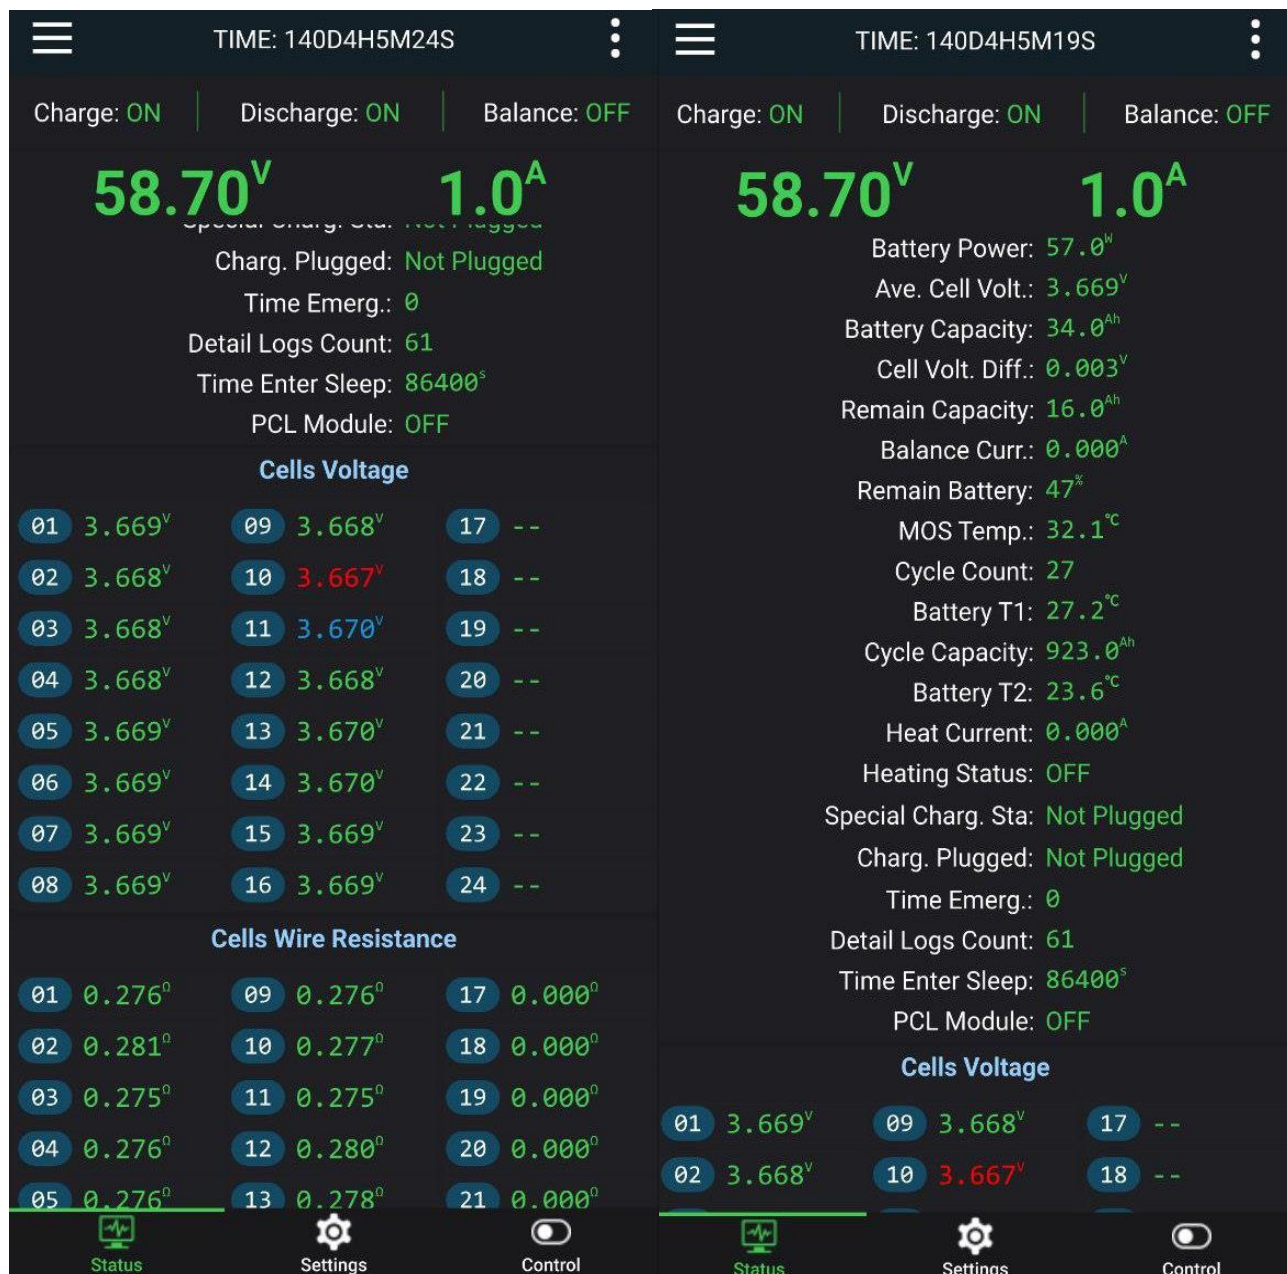 TIME: 140D4H5M24S
Charge: ON Discharge: ON Balance: OFF
58.70V 1.0A
Special Charg. Sta: Not Plugged
Charg. Plugged: Not Plugged
Time Emerg.: 0
Detail Logs Count: 61
Time Enter Sleep: 86400s
PCL Module: OFF
Cells Voltage
01 3.669V 09 3.668V 17 --
02 3.668V 10 3.667V 18 --
03 3.668V 11 3.670V 19 --
04 3.668V 12 3.668V 20 --
05 3.669V 13 3.670V 21 --
06 3.669V 14 3.670V 22 --
07 3.669V 15 3.669V 23 --
08 3.669V 16 3.669V 24 --
Cells Wire Resistance
01 0.276Ω 09 0.276Ω 17 0.000Ω
02 0.281Ω 10 0.277Ω 18 0.000Ω
03 0.275Ω 11 0.275Ω 19 0.000Ω
04 0.276Ω 12 0.280Ω 20 0.000Ω
05 0.276Ω 13 0.278Ω 21 0.000Ω
Status Settings Control
TIME: 140D4H5M19S
Charge: ON Discharge: ON Balance: OFF
58.70V 1.0A
Battery Power: 57.0W
Ave. Cell Volt.: 3.669V
Battery Capacity: 34.0Ah
Cell Volt. Diff.: 0.003V
Remain Capacity: 16.0Ah
Balance Curr.: 0.000A
Remain Battery: 47%
MOS Temp.: 32.1°C
Cycle Count: 27
Battery T1: 27.2°C
Cycle Capacity: 923.0Ah
Battery T2: 23.6°C
Heat Current: 0.000A
Heating Status: OFF
Special Charg. Sta: Not Plugged
Charg. Plugged: Not Plugged
Time Emerg.: 0
Detail Logs Count: 61
Time Enter Sleep: 86400s
PCL Module: OFF
Cells Voltage
01 3.669V 09 3.668V 17 --
02 3.668V 10 3.667V 18 --
Status Settings Control